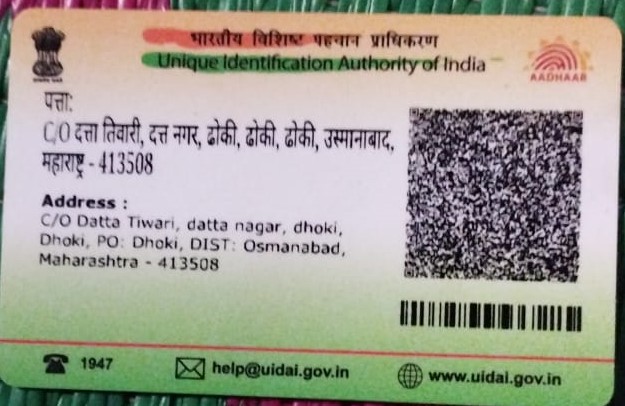 भारतीय विशिष्ट पहचान प्राधिकरण
Unique Identification Authority of India
AADHAAR
पत्ता:
C/O दत्ता तिवारी, दत्त नगर, ढोकी, ढोकी, ढोकी, उस्मानाबाद,
महाराष्ट्र - 413508
Address :
C/O Datta Tiwari, datta nagar, dhoki,
Dhoki, PO: Dhoki, DIST: Osmanabad,
Maharashtra - 413508
1947
help@uidai.gov.in
www.uidai.gov.in